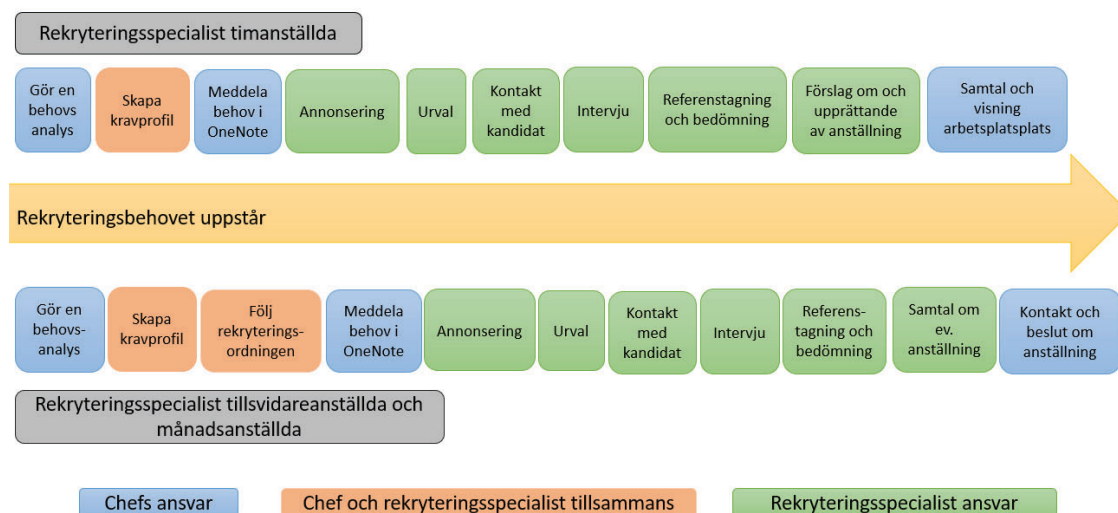 Rekryteringsspecialist timanställda
Gör en
behovs
analys
Skapa
kravprofil
Meddela
behov i
OneNote
Annonsering
Urval
Kontakt
med
kandidat
Intervju
Referenstagning
och bedömning
Förslag om och
upprättande
av anställning
Samtal och
visning
arbetsplatsplats
Rekryteringsbehovet uppstår
Gör en
behovs-
analys
Skapa
kravprofil
Följ
rekryterings-
ordningen
Meddela
behov i
OneNote
Annonsering
Urval
Kontakt
med
kandidat
Intervju
Referens-
tagning och
bedömning
Samtal om
ev.
anställning
Kontakt och
beslut om
anställning
Rekryteringsspecialist tillsvidareanställda och
månadsanställda
Chefs ansvar
Chef och rekryteringsspecialist tillsammans
Rekryteringsspecialist ansvar